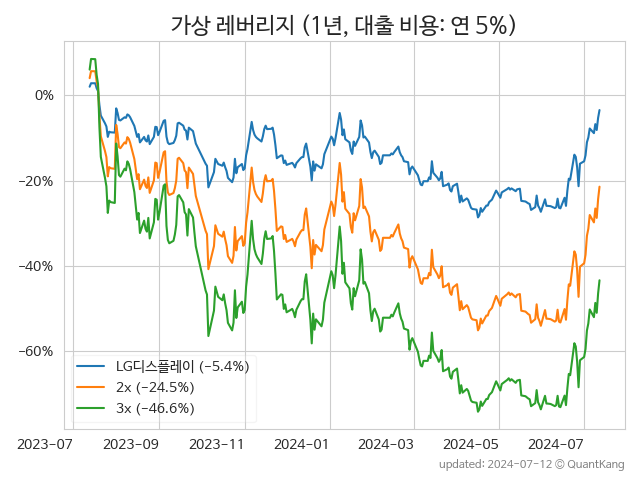 가상 레버리지 (1년, 대출 비용: 연 5%)
0%
−20%
−40%
−60%
LG디스플레이 (−5.4%)
2x (−24.5%)
3x (−46.6%)
2023-07 2023-09 2023-11 2024-01 2024-03 2024-05 2024-07
updated: 2024-07-12 © QuantKang